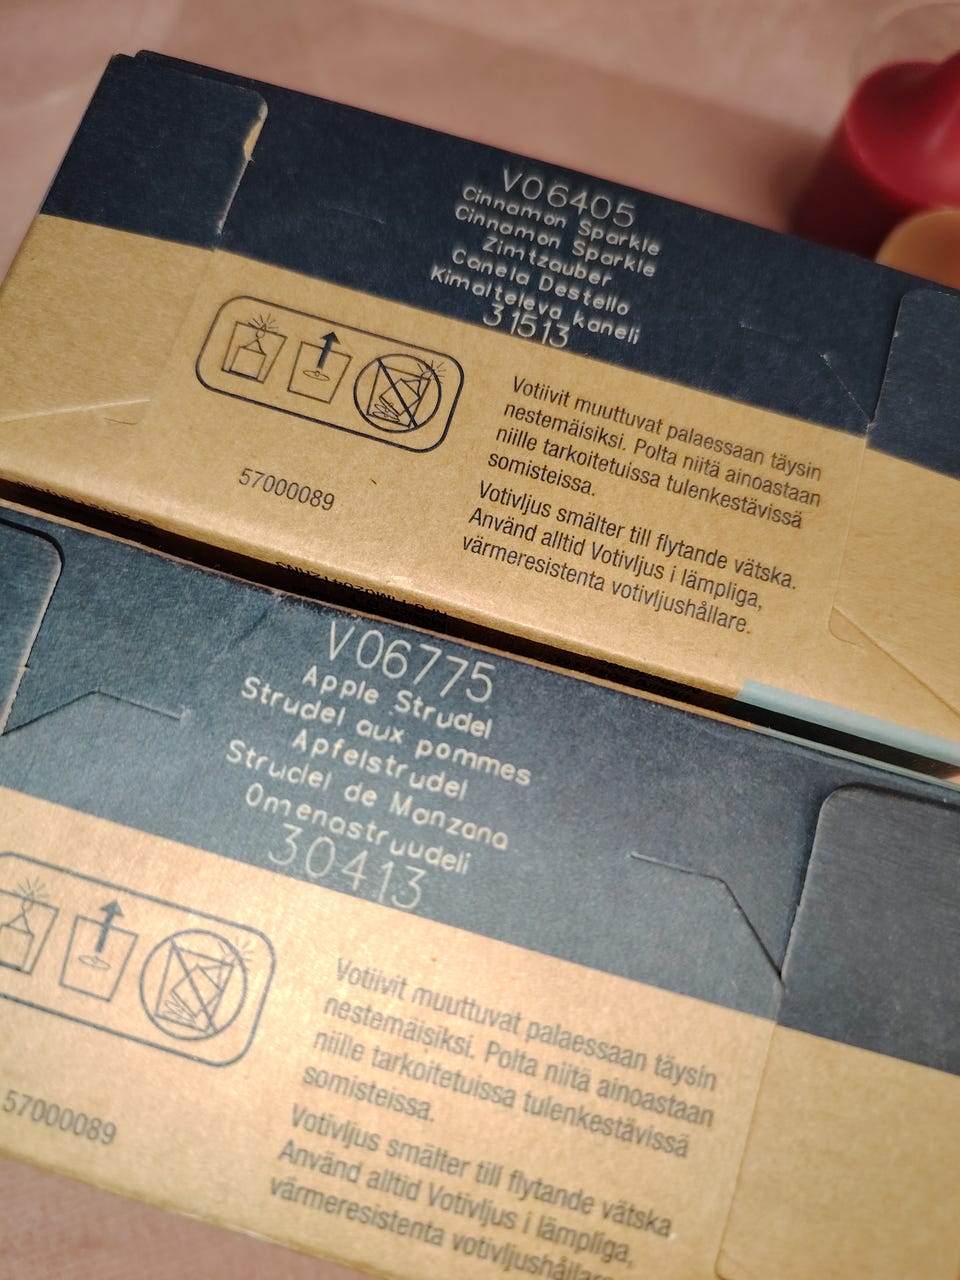 V06405
Cinnamon Sparkle
Cinnamon Sparkle
Zimtzauber
Canela Destello
Kimalteleva kaneli
31513
Votiivit muuttuvat palaessaan täysin
nestemäisiksi. Polta niitä ainoastaan
niille tarkoitetuissa tulenkestävissä
somisteissa.
Votivljus smälter till flytande vätska.
Använd alltid Votivljus i lämpliga,
värmeresistenta votivljushållare.
57000089
V06775
Apple Strudel
Strudel aux pommes
Apfelstrudel
Strudel de Manzana
Omenastruudeli
30413
Votiivit muuttuvat palaessaan täysin
nestemäisiksi. Polta niitä ainoastaan
niille tarkoitetuissa tulenkestävissä
somisteissa.
Votivljus smälter till flytande vätska.
Använd alltid Votivljus i lämpliga,
värmeresistenta votivljushållare.
57000089